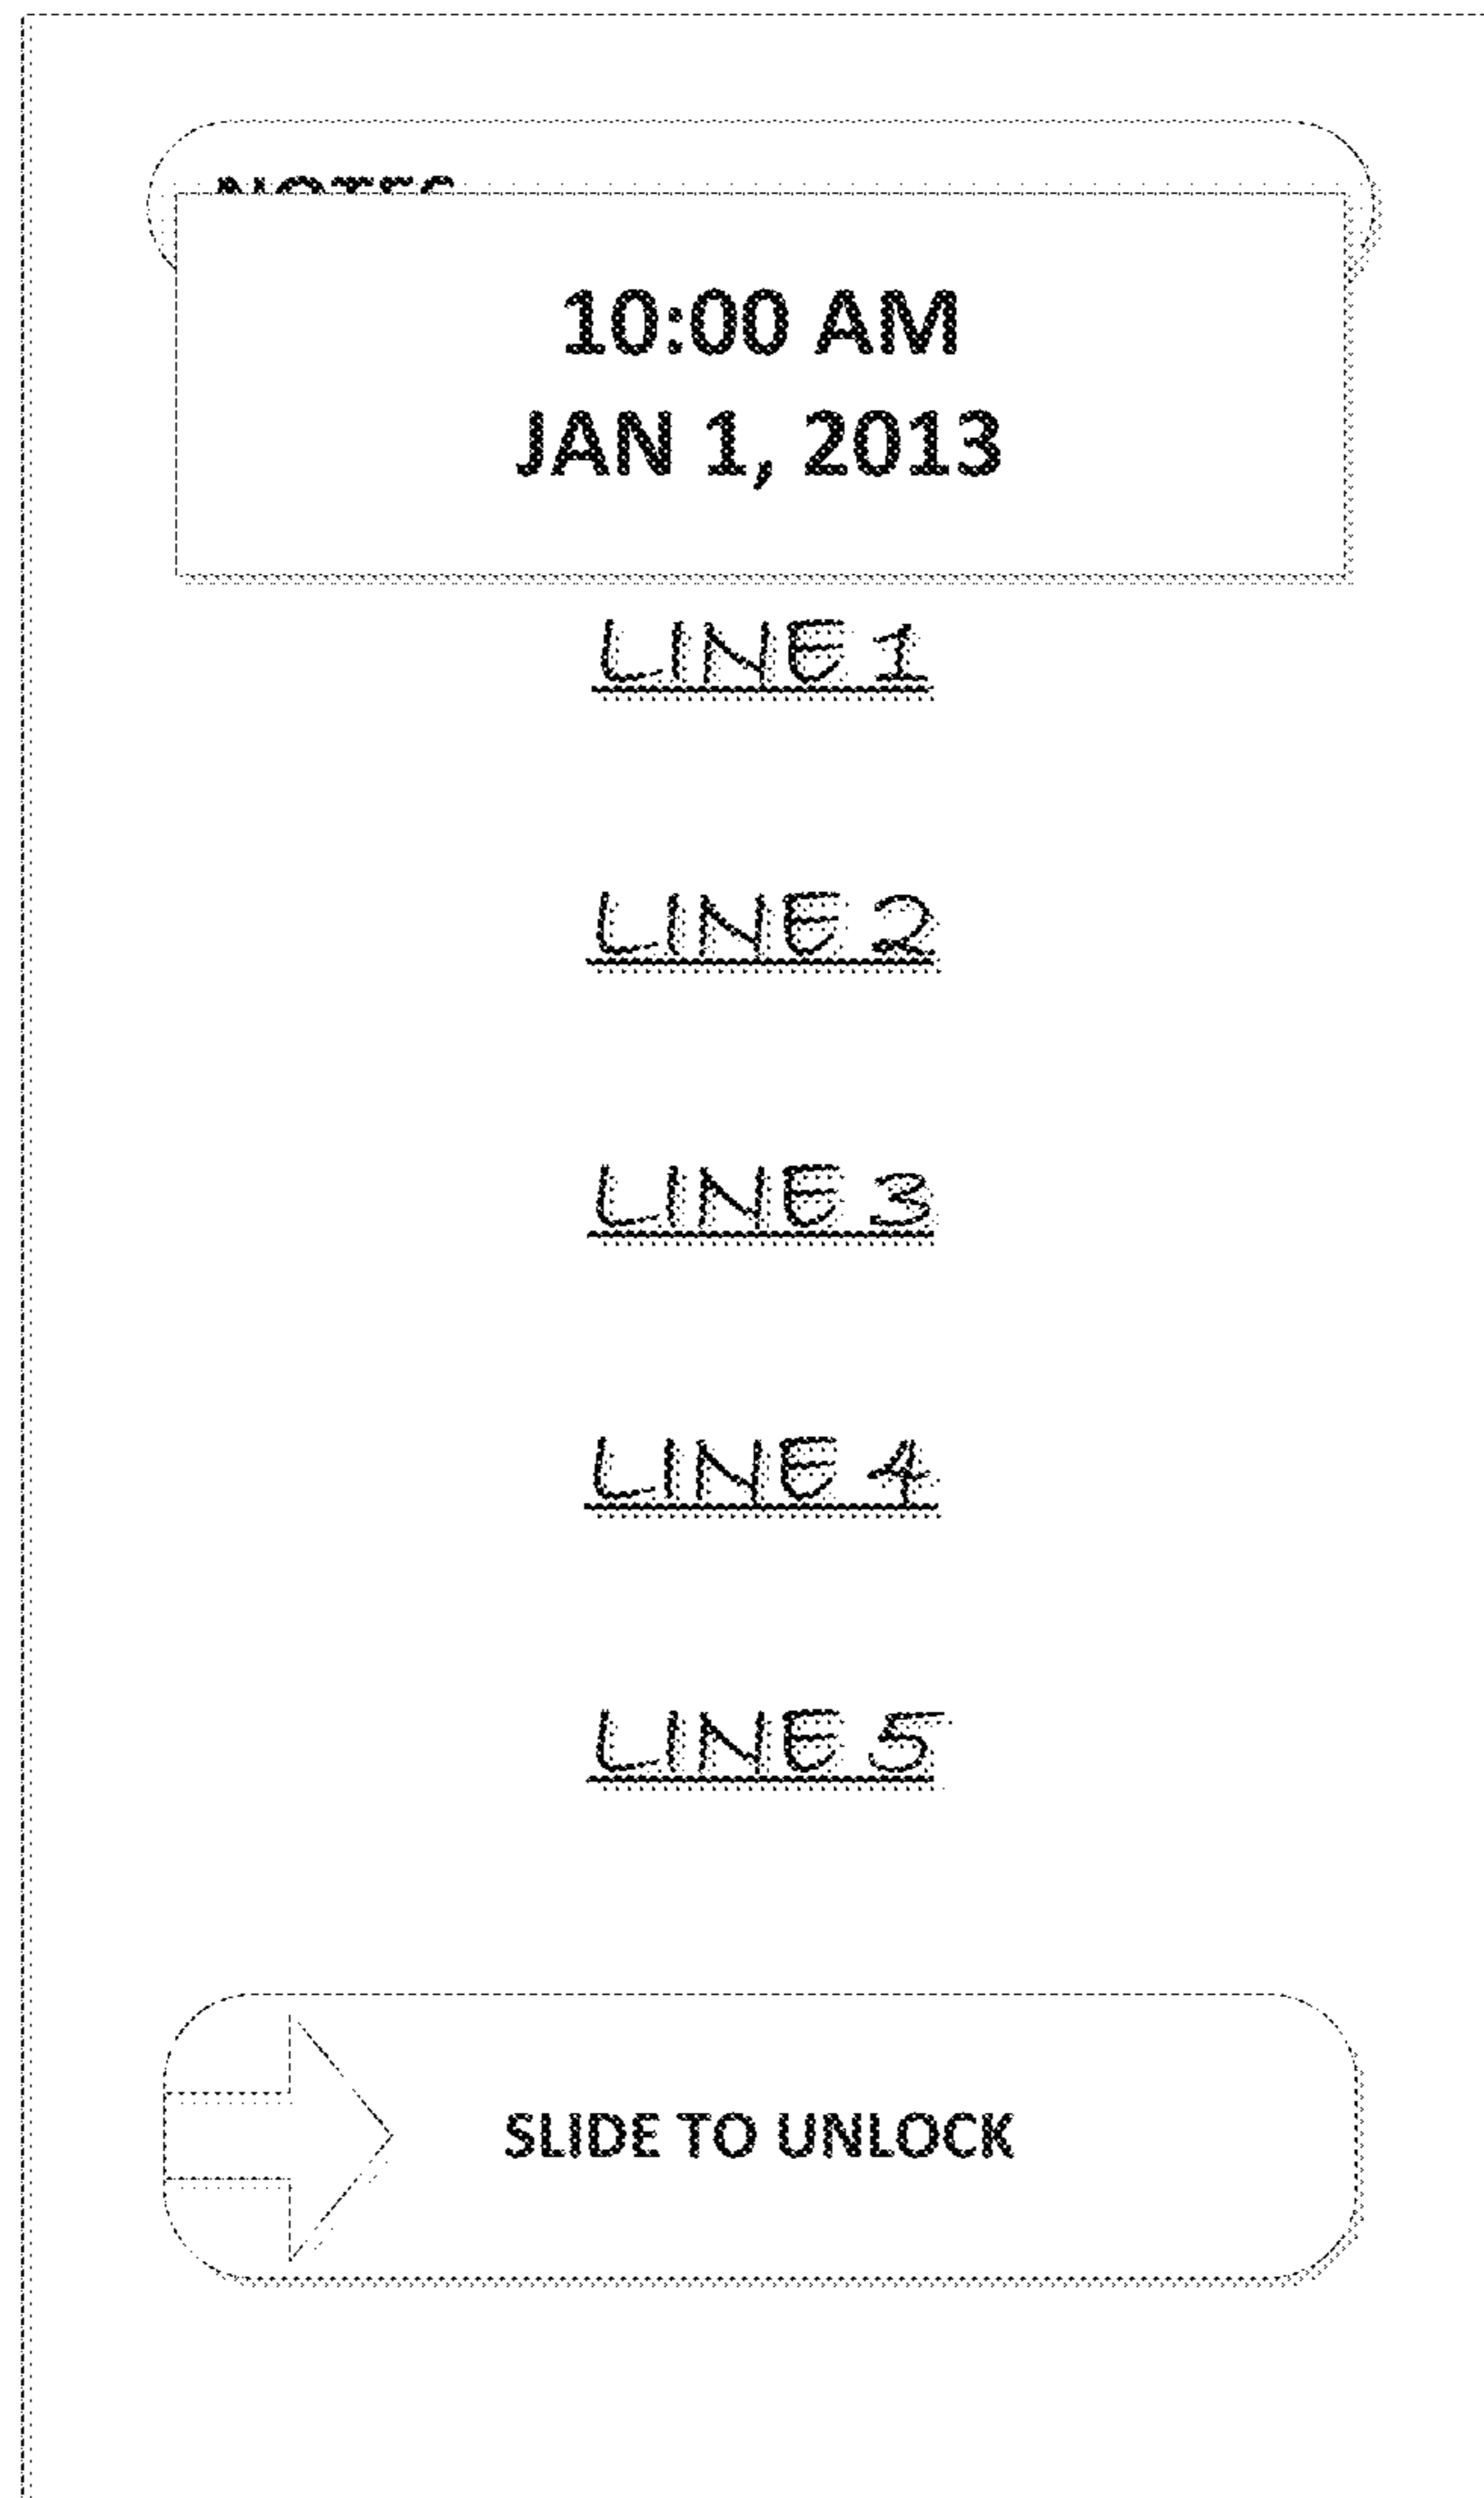 10:00 AM
JAN 1, 2013
LINE 1
LINE 2
LINE 3
LINE 4
LINE 5
SLIDE TO UNLOCK